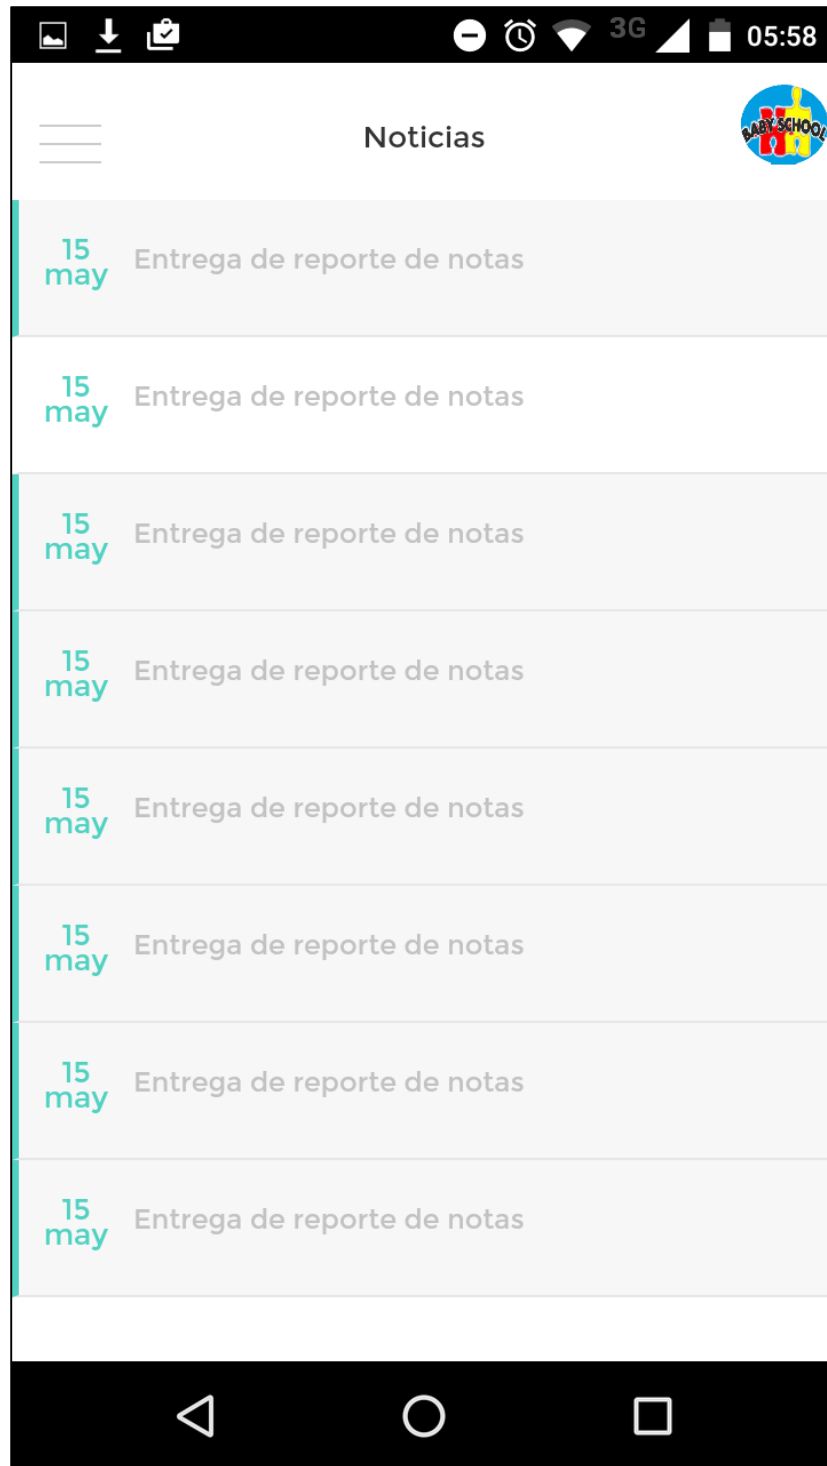 3G 05:58
Noticias
BABY SCHOOL
15
may
Entrega de reporte de notas
15
may
Entrega de reporte de notas
15
may
Entrega de reporte de notas
15
may
Entrega de reporte de notas
15
may
Entrega de reporte de notas
15
may
Entrega de reporte de notas
15
may
Entrega de reporte de notas
15
may
Entrega de reporte de notas